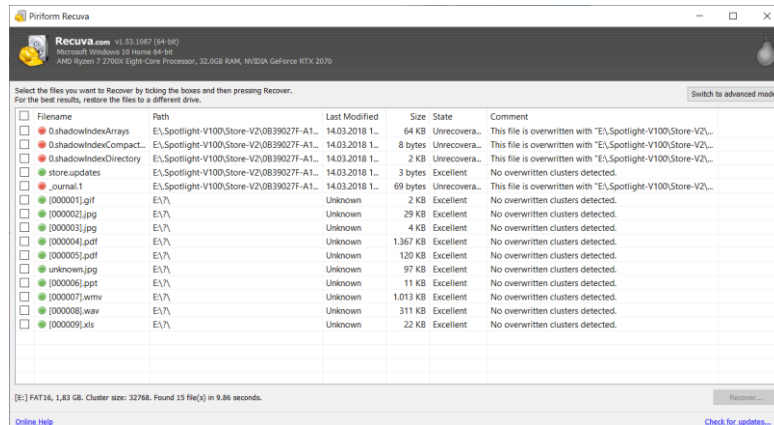 Piriform Recuva
Recuva.com v1.53.1087 (64-bit)
Microsoft Windows 10 Home 64-bit
AMD Ryzen 7 2700X Eight-Core Processor, 32.0GB RAM, NVIDIA GeForce RTX 2070
Select the files you want to Recover by ticking the boxes and then pressing Recover.
For the best results, restore the files to a different drive.
Switch to advanced mode
Filename Path Last Modified Size State Comment
0.shadowIndexArrays E:\.Spotlight-V100\Store-V2\0B39027F-A1... 14.03.2018 1... 64 KB Unrecovera... This file is overwritten with "E:\.Spotlight-V100\Store-V2\...
0.shadowIndexCompact... E:\.Spotlight-V100\Store-V2\0B39027F-A1... 14.03.2018 1... 8 bytes Unrecovera... This file is overwritten with "E:\.Spotlight-V100\Store-V2\...
0.shadowIndexDirectory E:\.Spotlight-V100\Store-V2\0B39027F-A1... 14.03.2018 1... 2 KB Unrecovera... This file is overwritten with "E:\.Spotlight-V100\Store-V2\...
store.updates E:\.Spotlight-V100\Store-V2\0B39027F-A1... 14.03.2018 1... 3 bytes Excellent No overwritten clusters detected.
_ournal.1 E:\.Spotlight-V100\Store-V2\0B39027F-A1... 14.03.2018 1... 69 bytes Unrecovera... This file is overwritten with "E:\.Spotlight-V100\Store-V2\...
[000001].gif E:\?\ Unknown 2 KB Excellent No overwritten clusters detected.
[000002].jpg E:\?\ Unknown 29 KB Excellent No overwritten clusters detected.
[000003].jpg E:\?\ Unknown 4 KB Excellent No overwritten clusters detected.
[000004].pdf E:\?\ Unknown 1.367 KB Excellent No overwritten clusters detected.
[000005].pdf E:\?\ Unknown 120 KB Excellent No overwritten clusters detected.
unknown.jpg E:\?\ Unknown 97 KB Excellent No overwritten clusters detected.
[000006].ppt E:\?\ Unknown 11 KB Excellent No overwritten clusters detected.
[000007].wmv E:\?\ Unknown 1.013 KB Excellent No overwritten clusters detected.
[000008].wav E:\?\ Unknown 311 KB Excellent No overwritten clusters detected.
[000009].xls E:\?\ Unknown 22 KB Excellent No overwritten clusters detected.
[E:] FAT16, 1,83 GB. Cluster size: 32768. Found 15 file(s) in 9.86 seconds.
Recover...
Online Help
Check for updates...